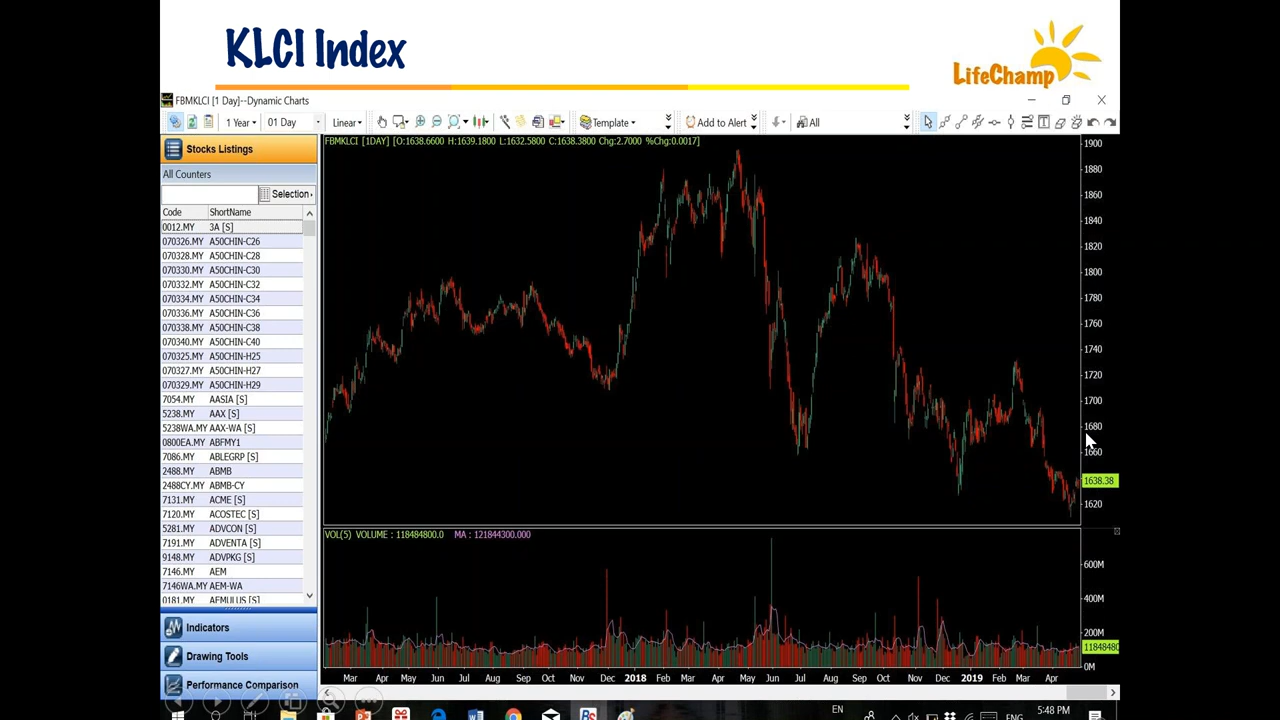 KLCI Index
LifeChamp
FBMKLCI [1 Day]--Dynamic Charts
1 Year
01 Day
Linear
Template
Add to Alert
All
Stocks Listings
All Counters
Selection
Code ShortName
0012.MY 3A [S]
070326.MY A50CHIN-C26
070328.MY A50CHIN-C28
070330.MY A50CHIN-C30
070332.MY A50CHIN-C32
070334.MY A50CHIN-C34
070336.MY A50CHIN-C36
070338.MY A50CHIN-C38
070340.MY A50CHIN-C40
070325.MY A50CHIN-H25
070327.MY A50CHIN-H27
070329.MY A50CHIN-H29
7054.MY AASIA [S]
5238.MY AAX [S]
5238WA.MY AAX-WA [S]
0800EA.MY ABFMY1
7086.MY ABLEGRP [S]
2488.MY ABMB
2488CY.MY ABMB-CY
7131.MY ACME [S]
7120.MY ACOSTEC [S]
5281.MY ADVCON [S]
7191.MY ADVENTA [S]
9148.MY ADVPKG [S]
7146.MY AEM
7146WA.MY AEM-WA
0181.MY AEMULUS [S]
Indicators
Drawing Tools
Performance Comparison
FBMKLCI [1DAY] [O:1638.6600 H:1639.1800 L:1632.5800 C:1638.3800 Chg:2.7000 %Chg:0.0017]
1900
1880
1860
1840
1820
1800
1780
1760
1740
1720
1700
1680
1660
1638.38
1620
VOL(5) VOLUME : 118484800.0 MA : 121844300.000
600M
400M
200M
11848480
0M
Mar Apr May Jun Jul Aug Sep Oct Nov Dec 2018 Feb Mar Apr May Jun Jul Aug Sep Oct Nov Dec 2019 Feb Mar Apr
EN
ENG
5:48 PM